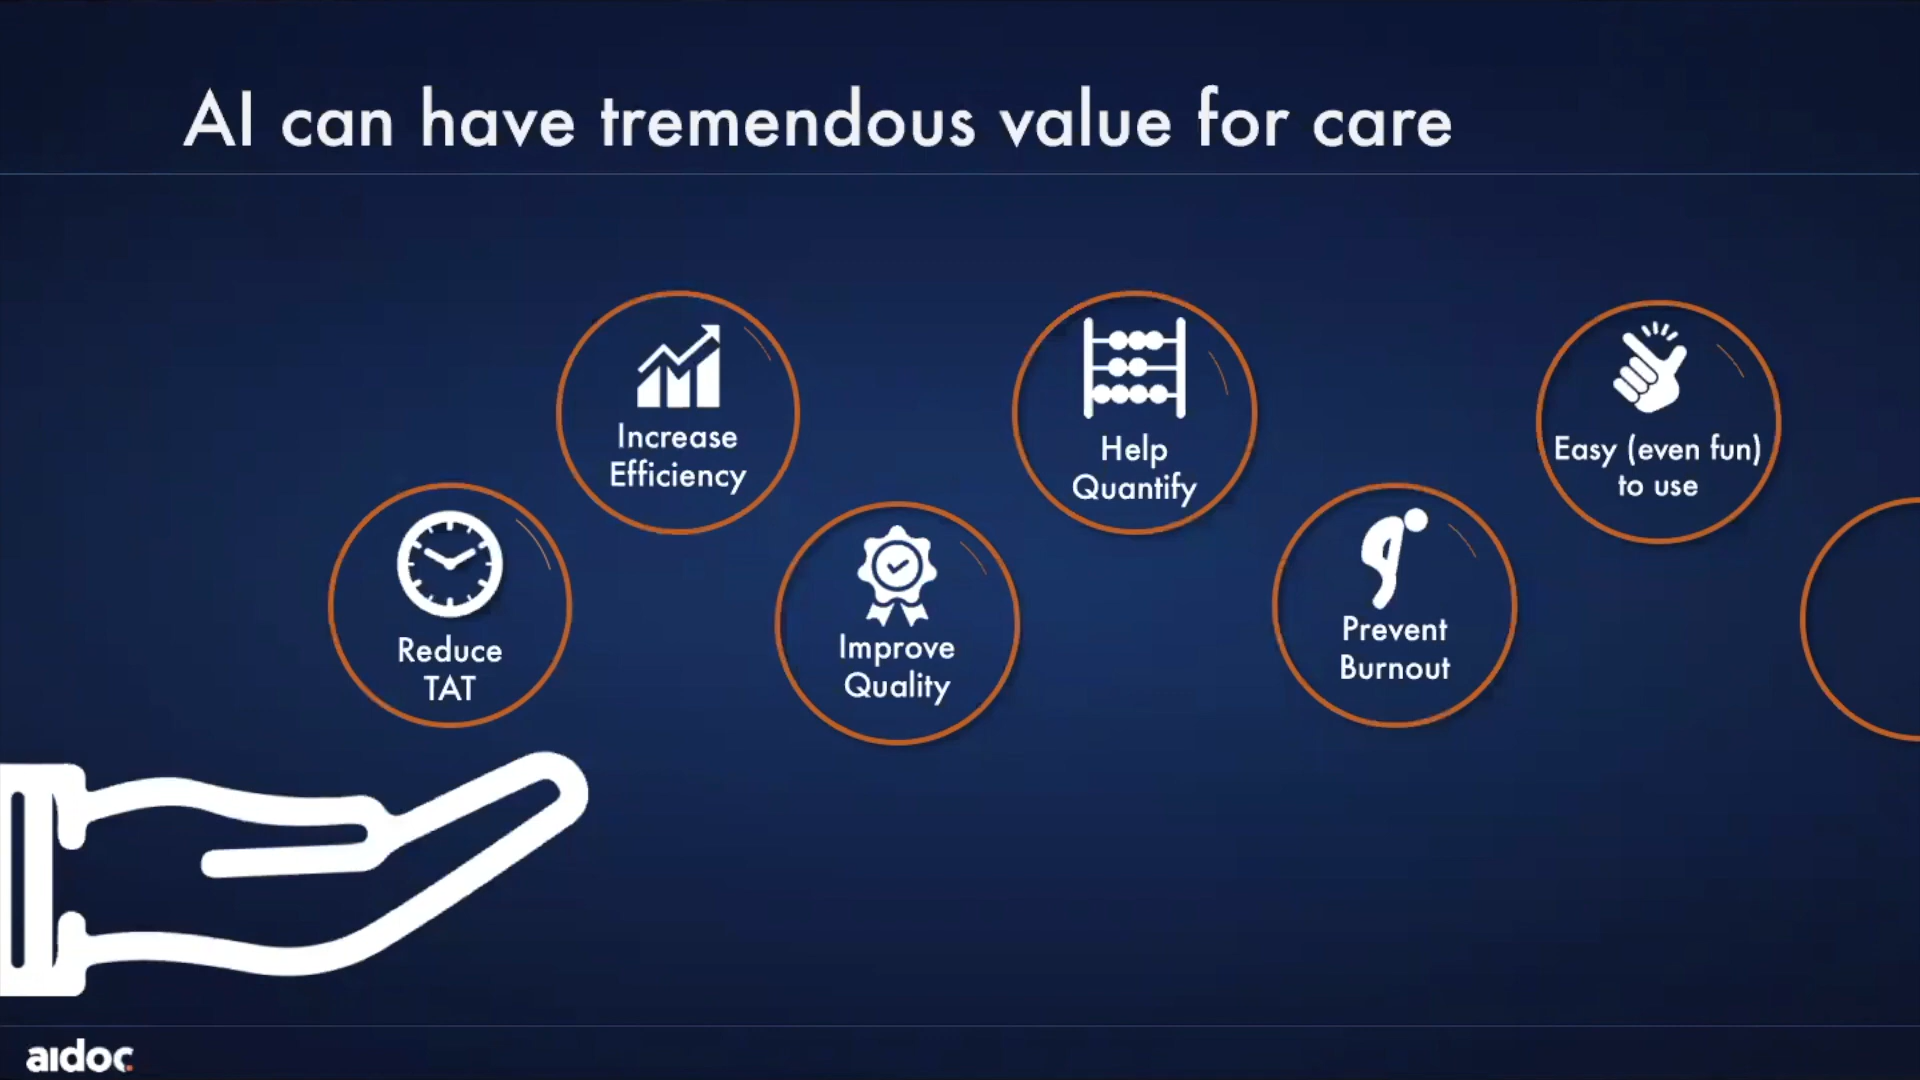 AI can have tremendous value for care
Reduce
TAT
Increase
Efficiency
Improve
Quality
Help
Quantify
Prevent
Burnout
Easy (even fun)
to use
aidoc.